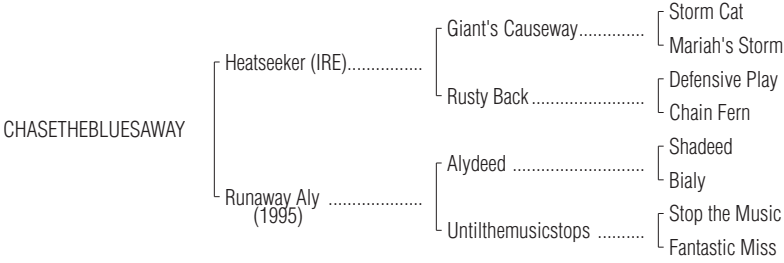 Storm Cat
Giant's Causeway..............
Mariah's Storm
Heatseeker (IRE)................
Defensive Play
Rusty Back ........................
Chain Fern
CHASETHEBLUESAWAY
Shadeed
Alydeed ............................
Bialy
Runaway Aly ....................
(1995)
Stop the Music
Untilthemusicstops ..........
Fantastic Miss